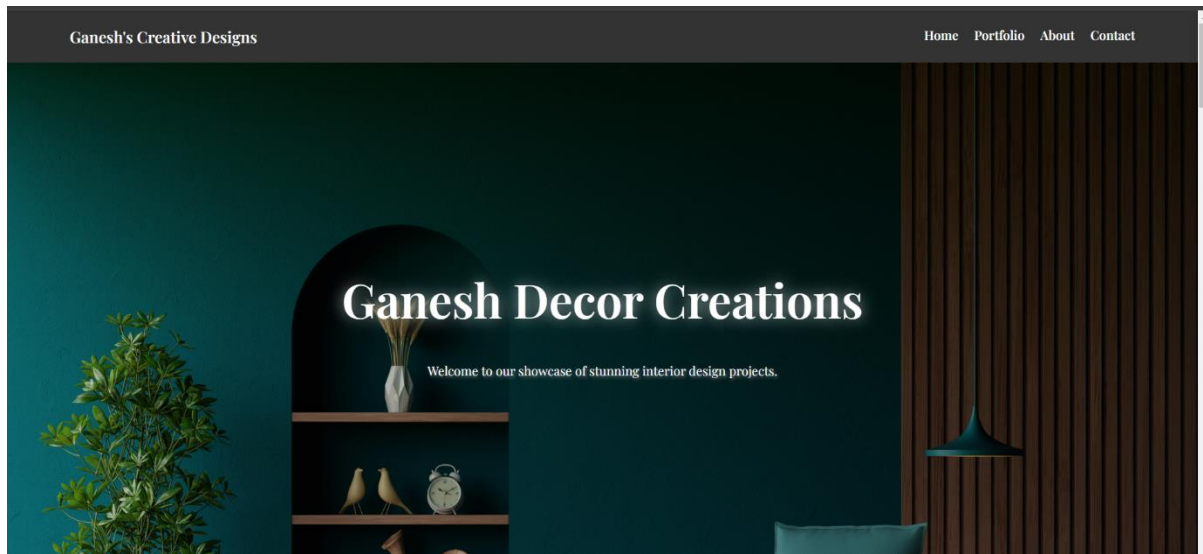 Ganesh's Creative Designs
Home Portfolio About Contact
Ganesh Decor Creations
Welcome to our showcase of stunning interior design projects.